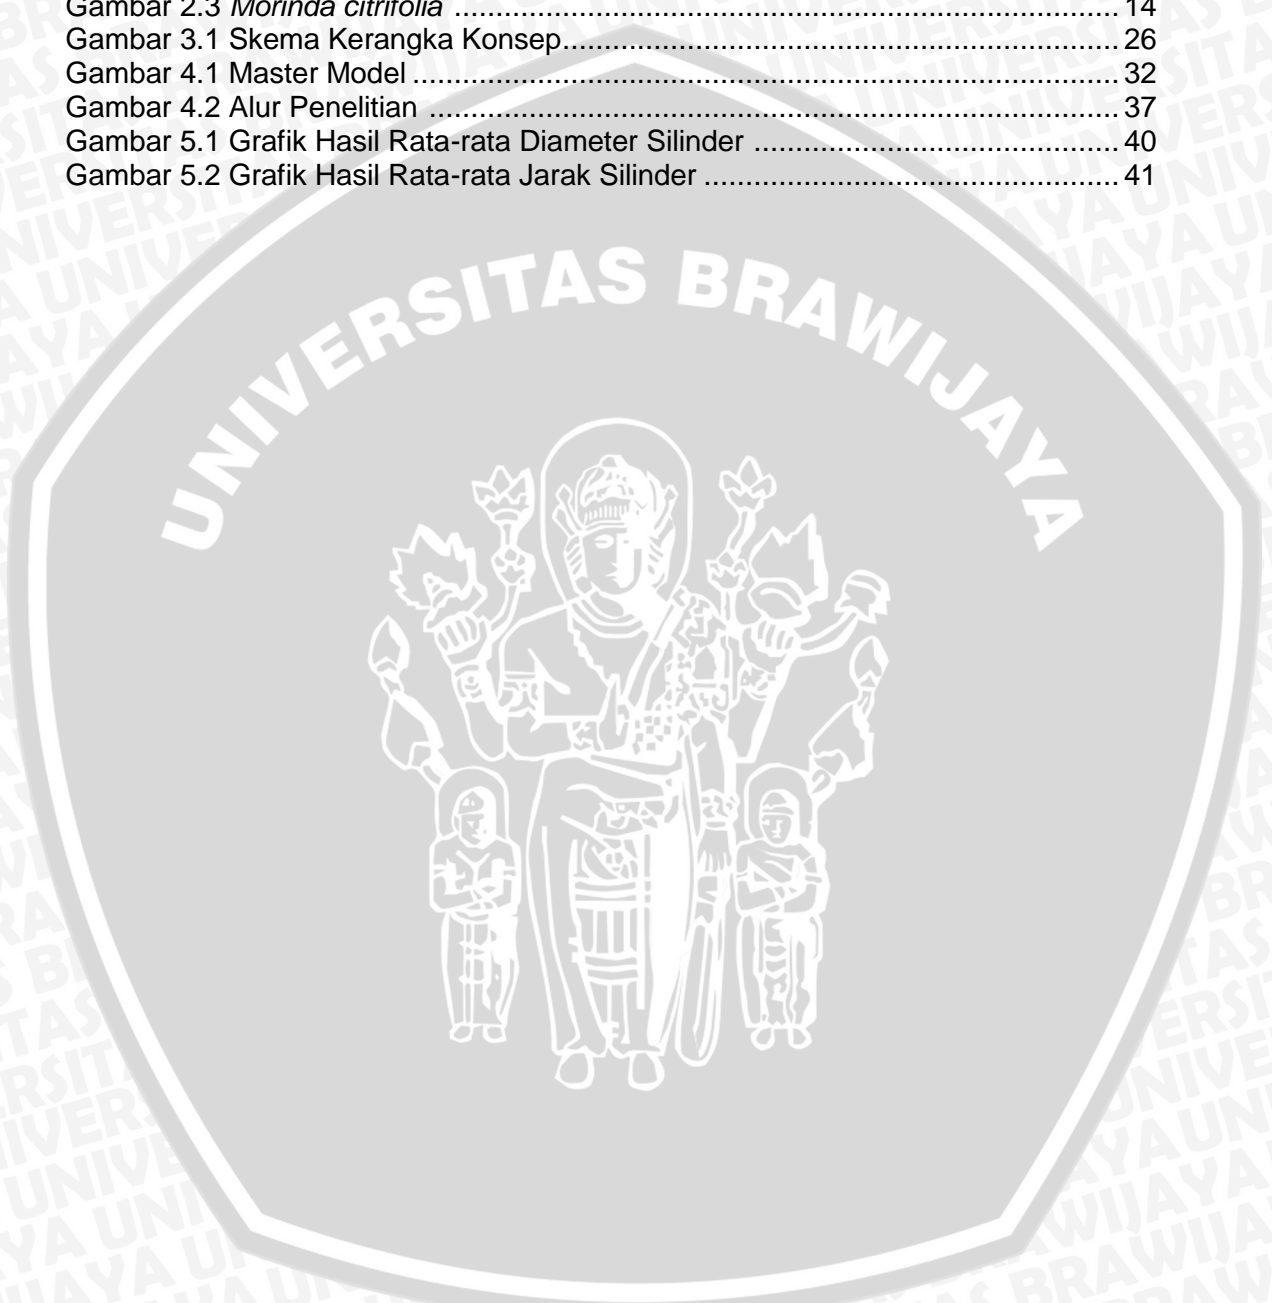 Gambar 2.3 Morinda citrifolia ................................................................................ 14
Gambar 3.1 Skema Kerangka Konsep................................................................... 26
Gambar 4.1 Master Model ..................................................................................... 32
Gambar 4.2 Alur Penelitian ................................................................................... 37
Gambar 5.1 Grafik Hasil Rata-rata Diameter Silinder ............................................ 40
Gambar 5.2 Grafik Hasil Rata-rata Jarak Silinder .................................................. 41
UNIVERSITAS BRAWIJAYA